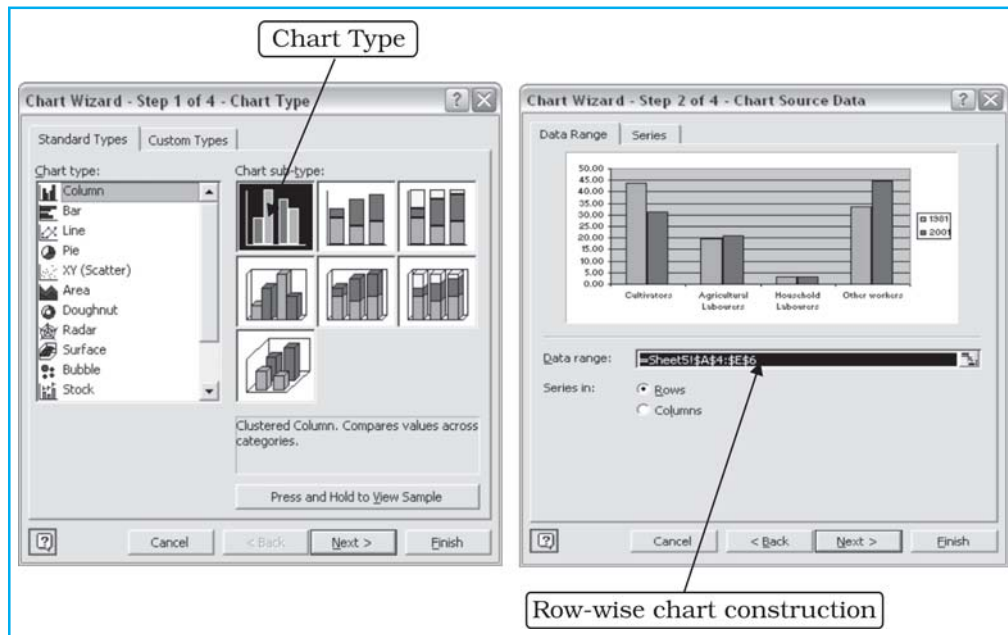 Chart Type
Chart Wizard - Step 1 of 4 - Chart Type
Standard Types
Custom Types
Chart type:
Column
Bar
Line
Pie
XY (Scatter)
Area
Doughnut
Radar
Surface
Bubble
Stock
Chart sub-type:
Clustered Column. Compares values across
categories.
Press and Hold to View Sample
Cancel
< Back
Next >
Finish
Chart Wizard - Step 2 of 4 - Chart Source Data
Data Range
Series
50.00
45.00
40.00
35.00
30.00
25.00
20.00
15.00
10.00
5.00
0.00
Cultivators
Agricultural
Labourers
Household
Labourers
Other workers
1981
2001
Data range:
=Sheet5!$A$4:$E$6
Series in:
Rows
Columns
Cancel
< Back
Next >
Finish
Row-wise chart construction